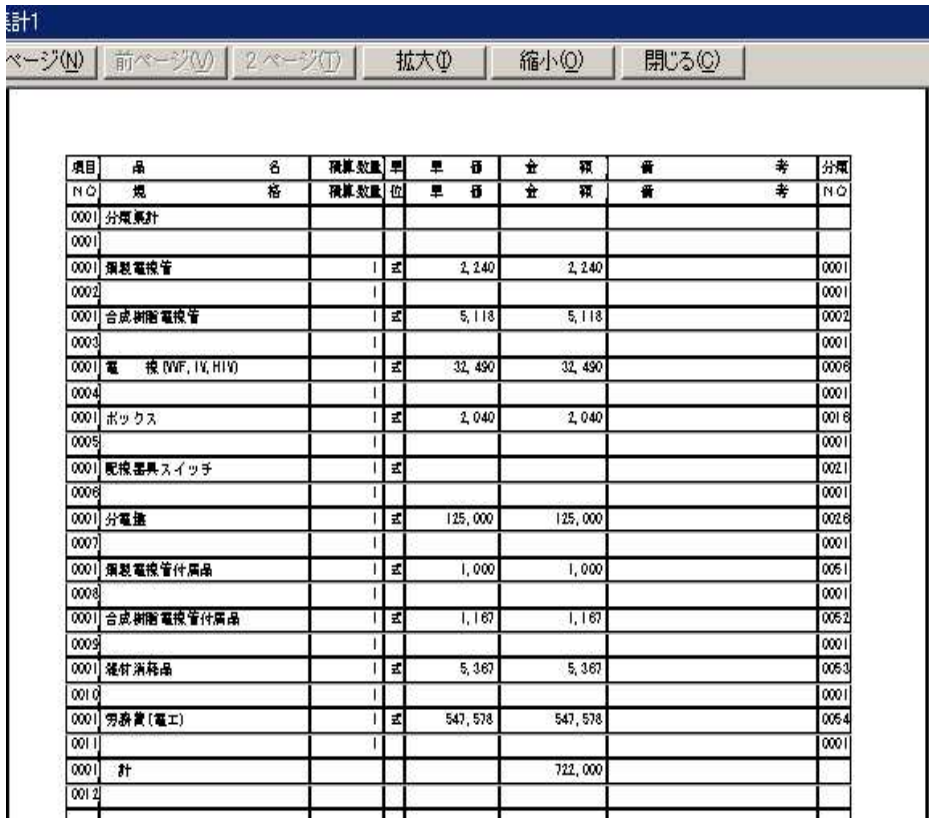 集計1
ページ(N) 前ページ(V) 2ページ(T) 拡大(I) 縮小(O) 閉じる(C)
項目 品 名 積算数量 単 単 価 金 額 備 考 分類
NO 規 格 積算数量 位 単 価 金 額 備 考 NO
0001 分類集計
0001
0001 鋼製電線管 1 式 2,240 2,240 0001
0002 1 0001
0001 合成樹脂電線管 1 式 5,118 5,118 0002
0003 1 0001
0001 電 線(VVF,IV,HIV) 1 式 32,490 32,490 0006
0004 1 0001
0001 ボックス 1 式 2,040 2,040 0016
0005 1 0001
0001 配線器具スイッチ 1 式 0021
0006 1 0001
0001 分電盤 1 式 125,000 125,000 0026
0007 1 0001
0001 鋼製電線管付属品 1 式 1,000 1,000 0051
0008 1 0001
0001 合成樹脂電線管付属品 1 式 1,167 1,167 0052
0009 1 0001
0001 雑材消耗品 1 式 5,367 5,367 0053
0010 1 0001
0001 労務費(電工) 1 式 547,578 547,578 0054
0011 1 0001
0001 計 722,000
0012